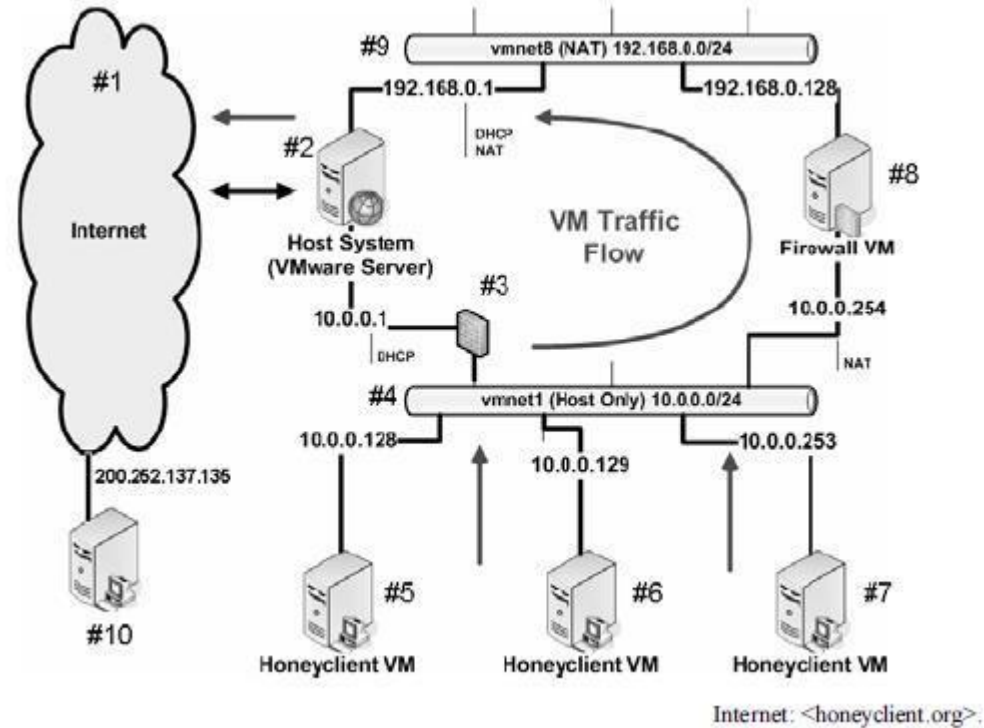 #9
vmnet8 (NAT) 192.168.0.0/24
#1
192.168.0.1
192.168.0.128
DHCP
NAT
#2
#8
Internet
VM Traffic
Flow
Host System
(VMware Server)
Firewall VM
#3
10.0.0.1
10.0.0.254
DHCP
NAT
#4
vmnet1 (Host Only) 10.0.0.0/24
10.0.0.128
10.0.0.129
10.0.0.253
200.252.137.135
#5
#6
#7
#10
Honeyclient VM
Honeyclient VM
Honeyclient VM
Internet: <honeyclient.org>.